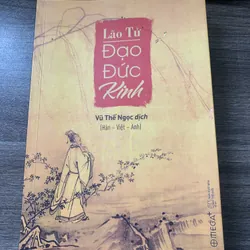 Lão Tử
Đạo
Đức
Kinh
Vũ Thế Ngọc dịch
(Hán - Việt - Anh)
OMEGA